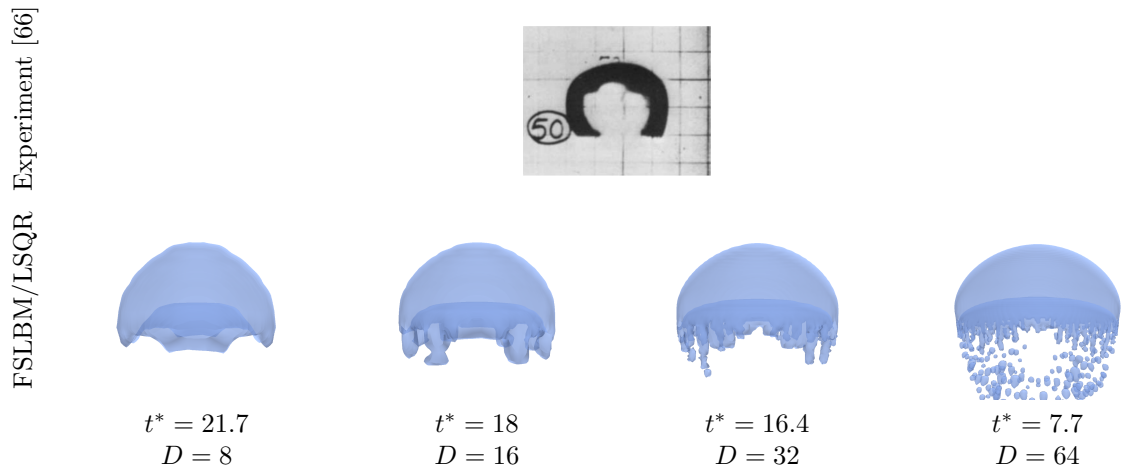 Experiment [66]
50
FSLBM/LSQR
t* = 21.7
D = 8
t* = 18
D = 16
t* = 16.4
D = 32
t* = 7.7
D = 64